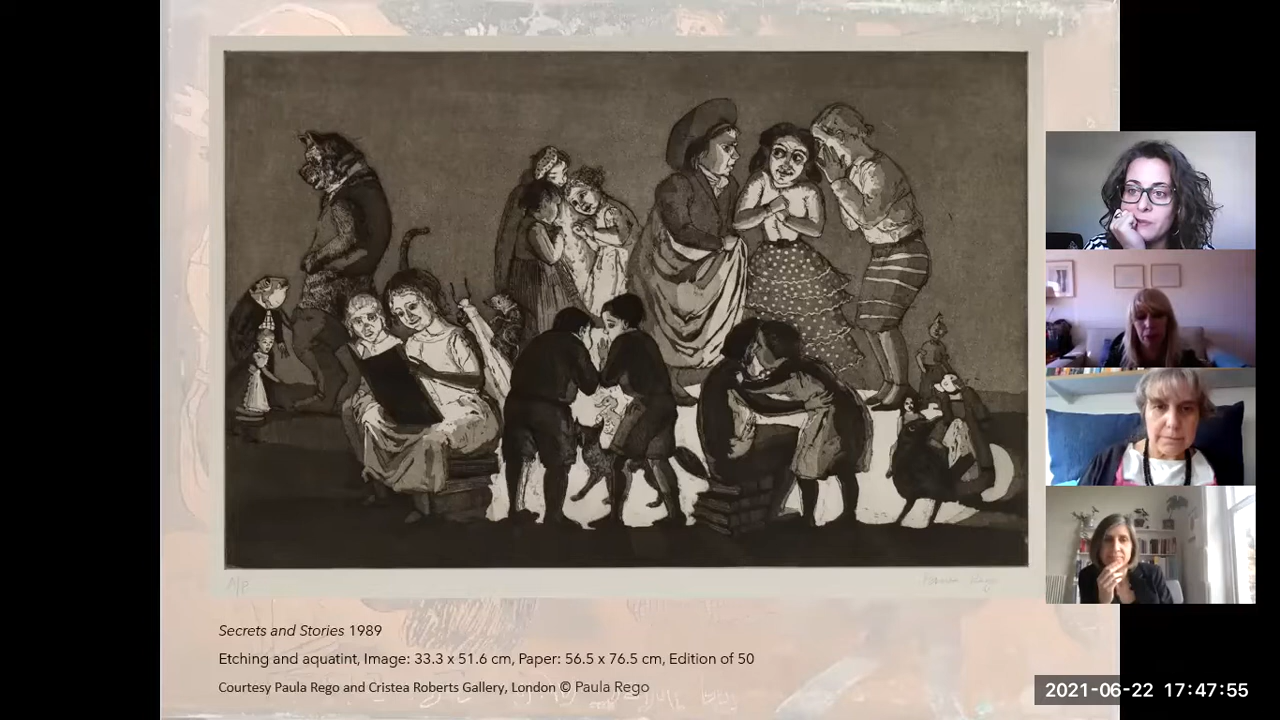 A/P
Secrets and Stories 1989
Etching and aquatint, Image: 33.3 x 51.6 cm, Paper: 56.5 x 76.5 cm, Edition of 50
Courtesy Paula Rego and Cristea Roberts Gallery, London © Paula Rego
2021-06-22 17:47:55